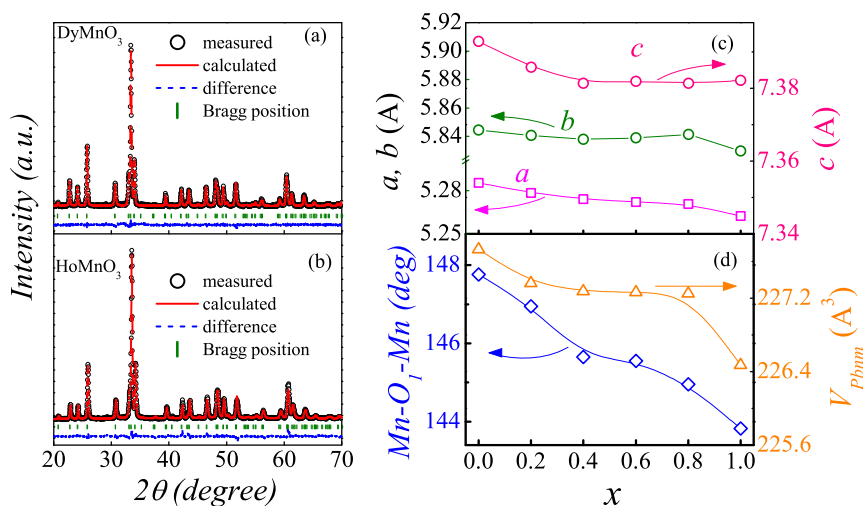 DyMnO3
(a)
measured
calculated
difference
Bragg position
HoMnO3
(b)
measured
calculated
difference
Bragg position
Intensity (a.u.)
20 30 40 50 60 70
2θ (degree)
(c)
c
b
a
5.92
5.90
5.88
5.86
5.84
5.28
5.25
a, b (A)
7.38
7.36
7.34
c (A)
(d)
148
146
144
Mn-O1-Mn (deg)
227.2
226.4
225.6
VPbnm (A3)
0.0 0.2 0.4 0.6 0.8 1.0
x